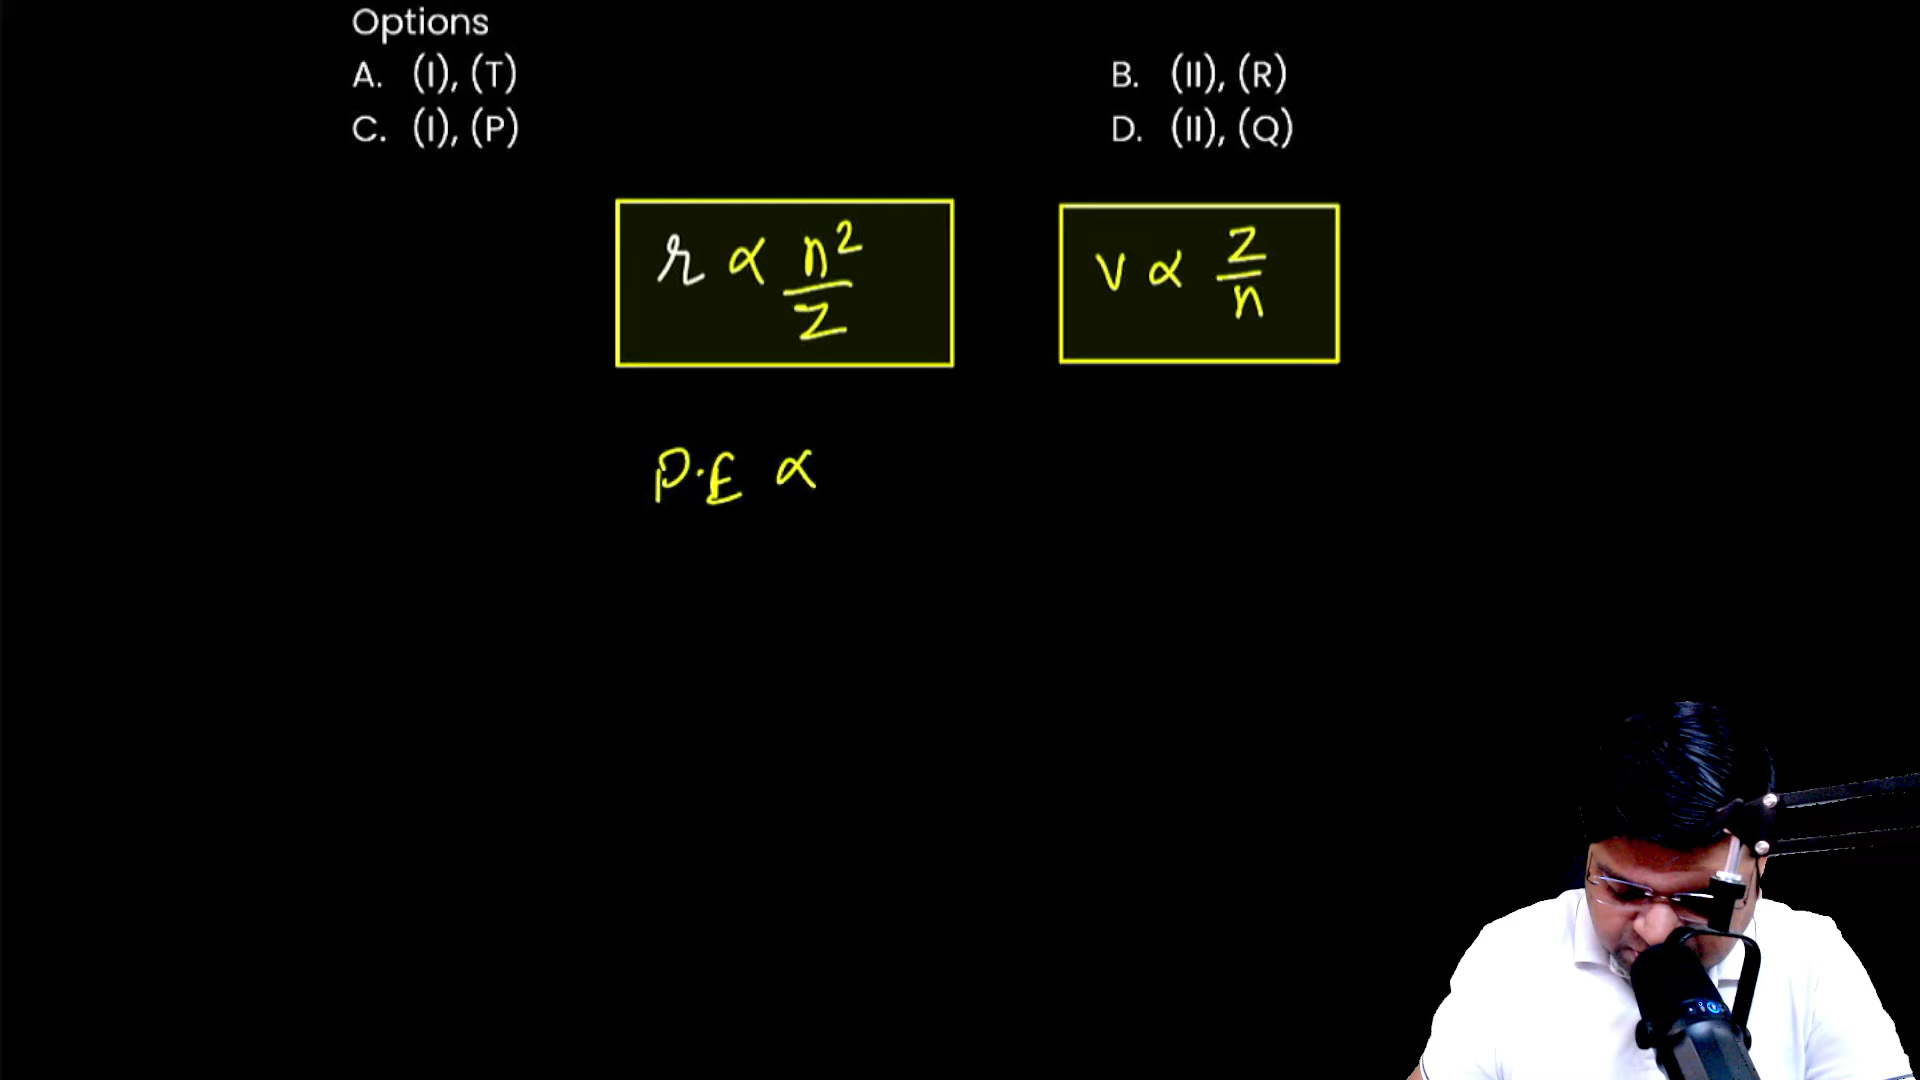 Options
A. (I), (T)
B. (II), (R)
C. (I), (P)
D. (II), (Q)
r ∝ n²/z
v ∝ z/n
P.E ∝